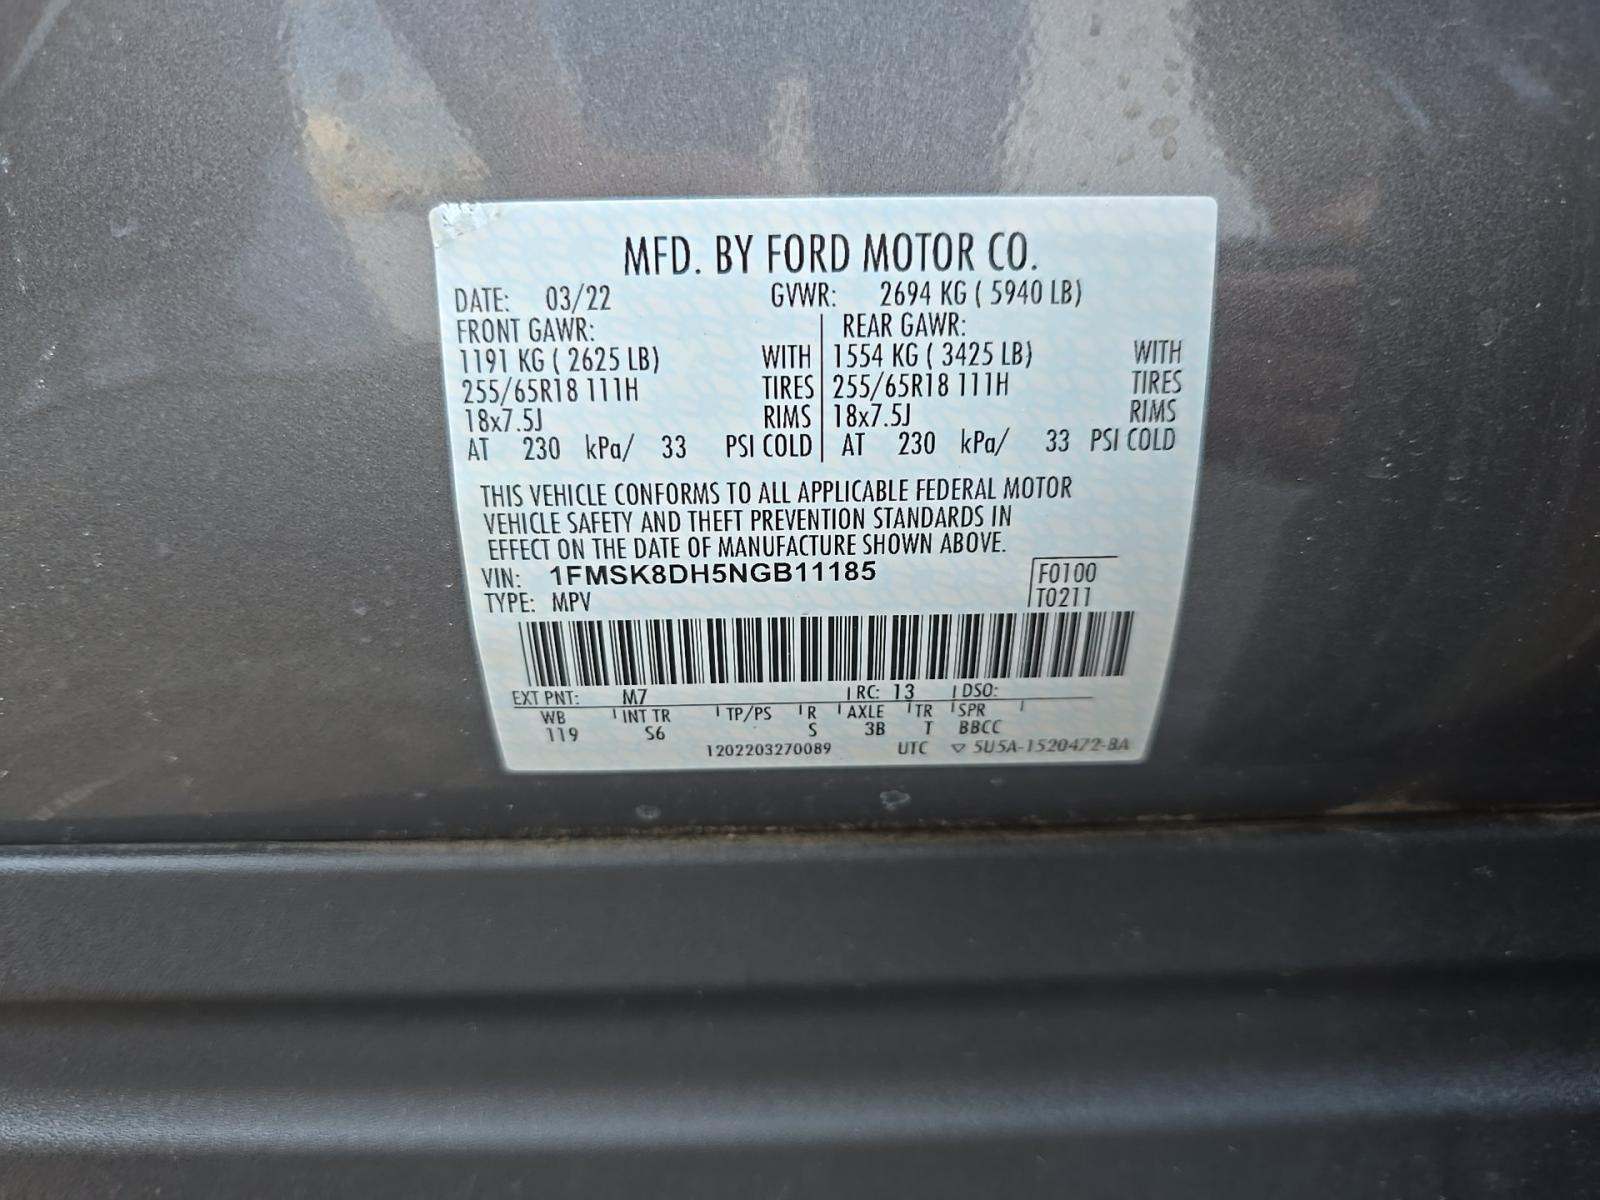 MFD. BY FORD MOTOR CO.
DATE: 03/22 GVWR: 2694 KG ( 5940 LB)
FRONT GAWR: REAR GAWR:
1191 KG ( 2625 LB) WITH 1554 KG ( 3425 LB) WITH
255/65R18 111H TIRES 255/65R18 111H TIRES
18x7.5J RIMS 18x7.5J RIMS
AT 230 kPa/ 33 PSI COLD AT 230 kPa/ 33 PSI COLD
THIS VEHICLE CONFORMS TO ALL APPLICABLE FEDERAL MOTOR
VEHICLE SAFETY AND THEFT PREVENTION STANDARDS IN
EFFECT ON THE DATE OF MANUFACTURE SHOWN ABOVE.
VIN: 1FMSK8DH5NGB11185 F0100
TYPE: MPV T0211
EXT PNT: M7 RC: 13 DSO:
WB INT TR TP/PS R AXLE TR SPR
119 S6 S 3B T BBCC
1202203270089 UTC ▽ 5U5A-1520472-BA